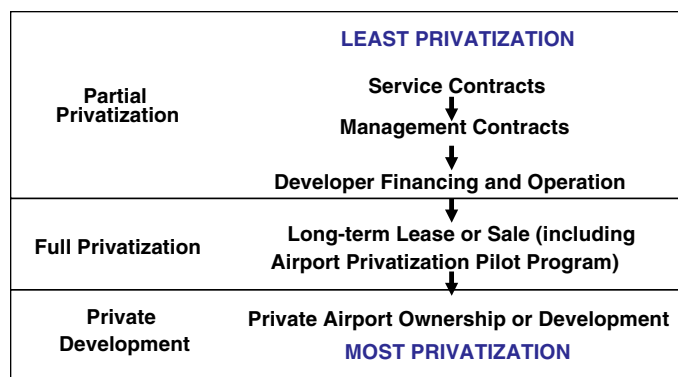 LEAST PRIVATIZATION
Partial
Privatization
Service Contracts
Management Contracts
Developer Financing and Operation
Full Privatization
Long-term Lease or Sale (including
Airport Privatization Pilot Program)
Private
Development
Private Airport Ownership or Development
MOST PRIVATIZATION